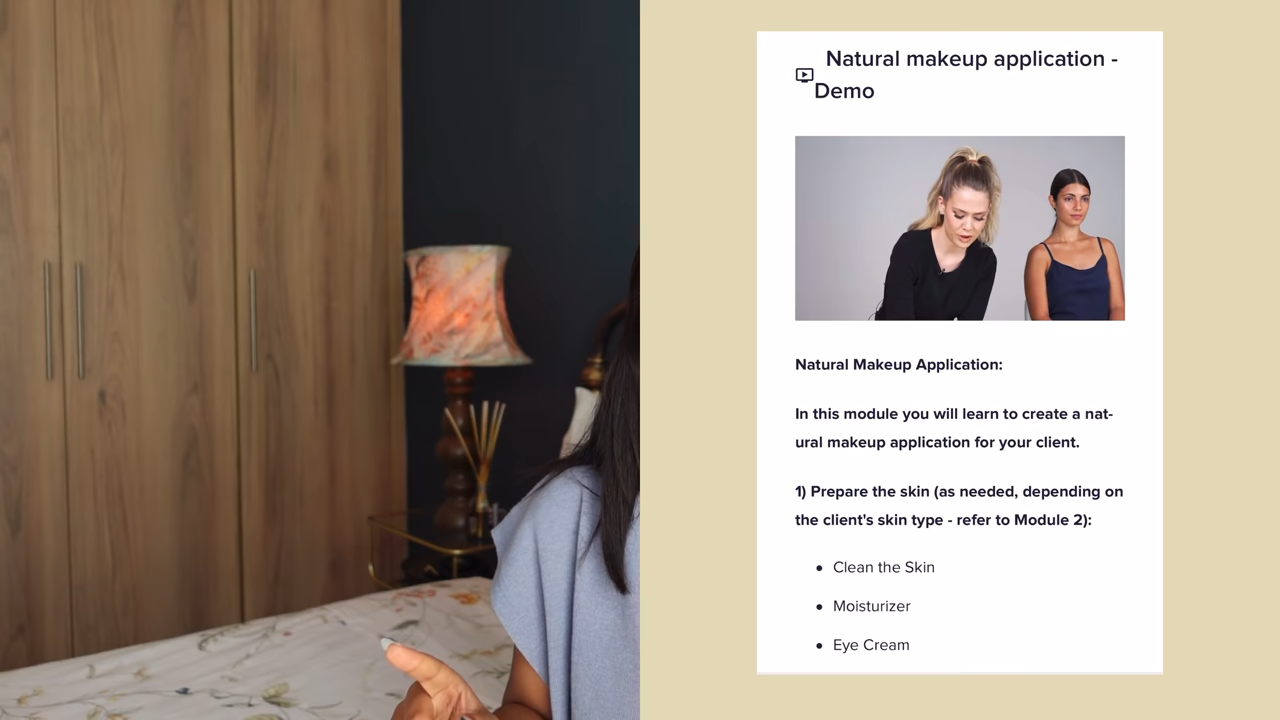 Natural makeup application -
Demo
Natural Makeup Application:
In this module you will learn to create a nat-
ural makeup application for your client.
1) Prepare the skin (as needed, depending on
the client's skin type - refer to Module 2):
• Clean the Skin
• Moisturizer
• Eye Cream